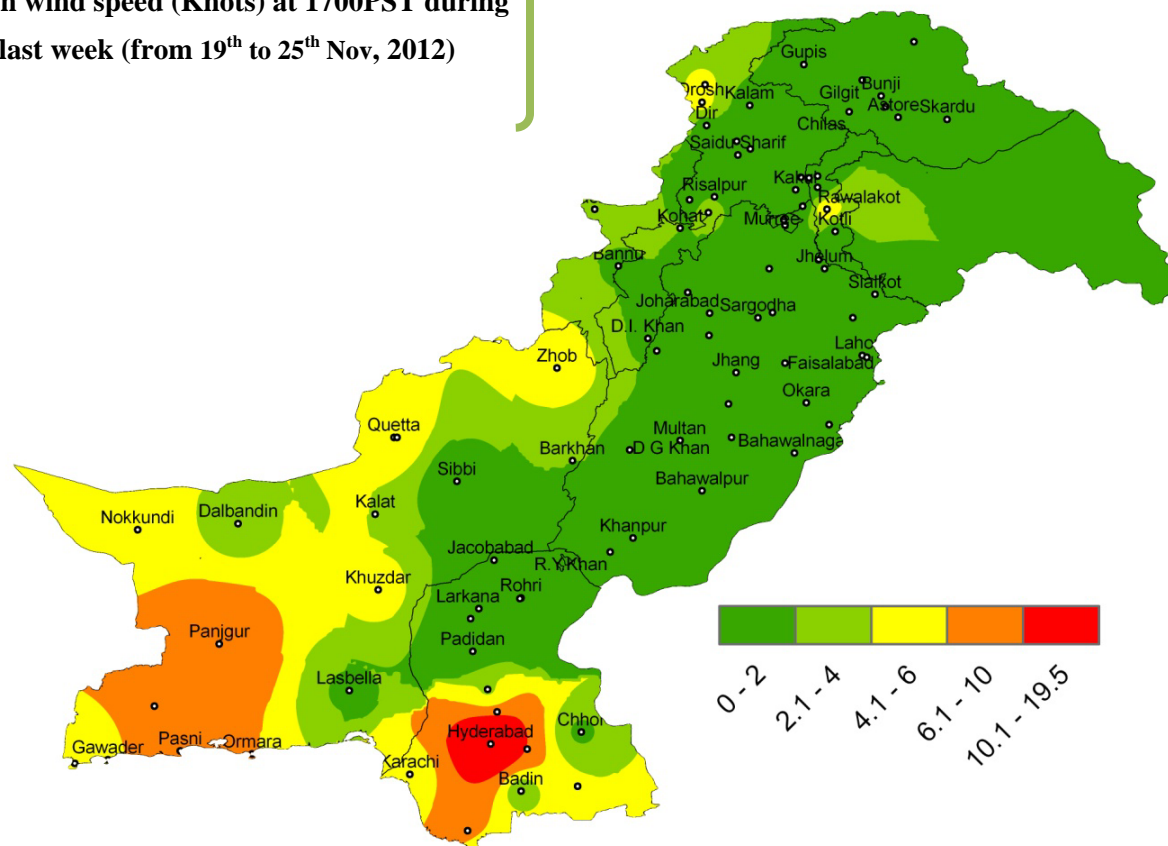 wind speed (Knots) at 1700PST during
last week (from 19th to 25th Nov, 2012)
Gupis
Drosh
Kalam
Gilgit
Bunji
Astore
Skardu
Dir
Chilas
Saidu Sharif
Risalpur
Rawalakot
Kohat
Murree
Kotli
Bannu
Jhelum
Sialkot
Joharabad
Sargodha
D.I. Khan
Zhob
Laho
Jhang
Faisalabad
Okara
Quetta
Multan
Barkhan
D G Khan
Bahawalnaga
Sibbi
Bahawalpur
Nokkundi
Dalbandin
Kalat
Khanpur
Jacobabad
R.Y.Khan
Khuzdar
Rohri
Larkana
Panjgur
Padidan
Lasbella
Chhor
Hyderabad
Gawader
Pasni
Ormara
Karachi
Badin
0 - 2
2.1 - 4
4.1 - 6
6.1 - 10
10.1 - 19.5